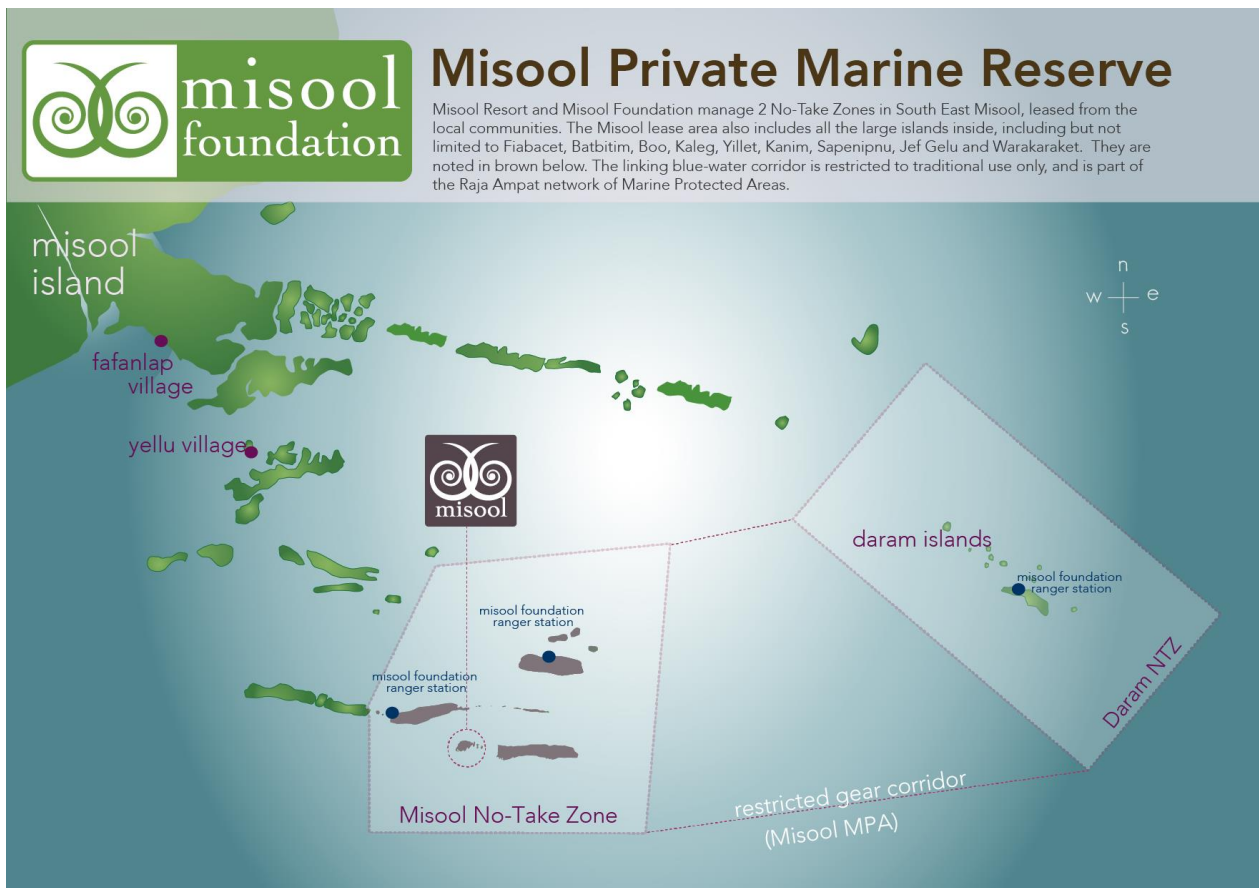 misool
foundation
Misool Private Marine Reserve
Misool Resort and Misool Foundation manage 2 No-Take Zones in South East Misool, leased from the
local communities. The Misool lease area also includes all the large islands inside, including but not
limited to Fiabacet, Batbitim, Boo, Kaleg, Yillet, Kanim, Sapenipnu, Jef Gelu and Warakaraket. They are
noted in brown below. The linking blue-water corridor is restricted to traditional use only, and is part of
the Raja Ampat network of Marine Protected Areas.
misool
island
n
w e
s
fafanlap
village
yellu village
misool
daram islands
misool foundation
ranger station
misool foundation
ranger station
misool foundation
ranger station
Daram NTZ
restricted gear corridor
(Misool MPA)
Misool No-Take Zone